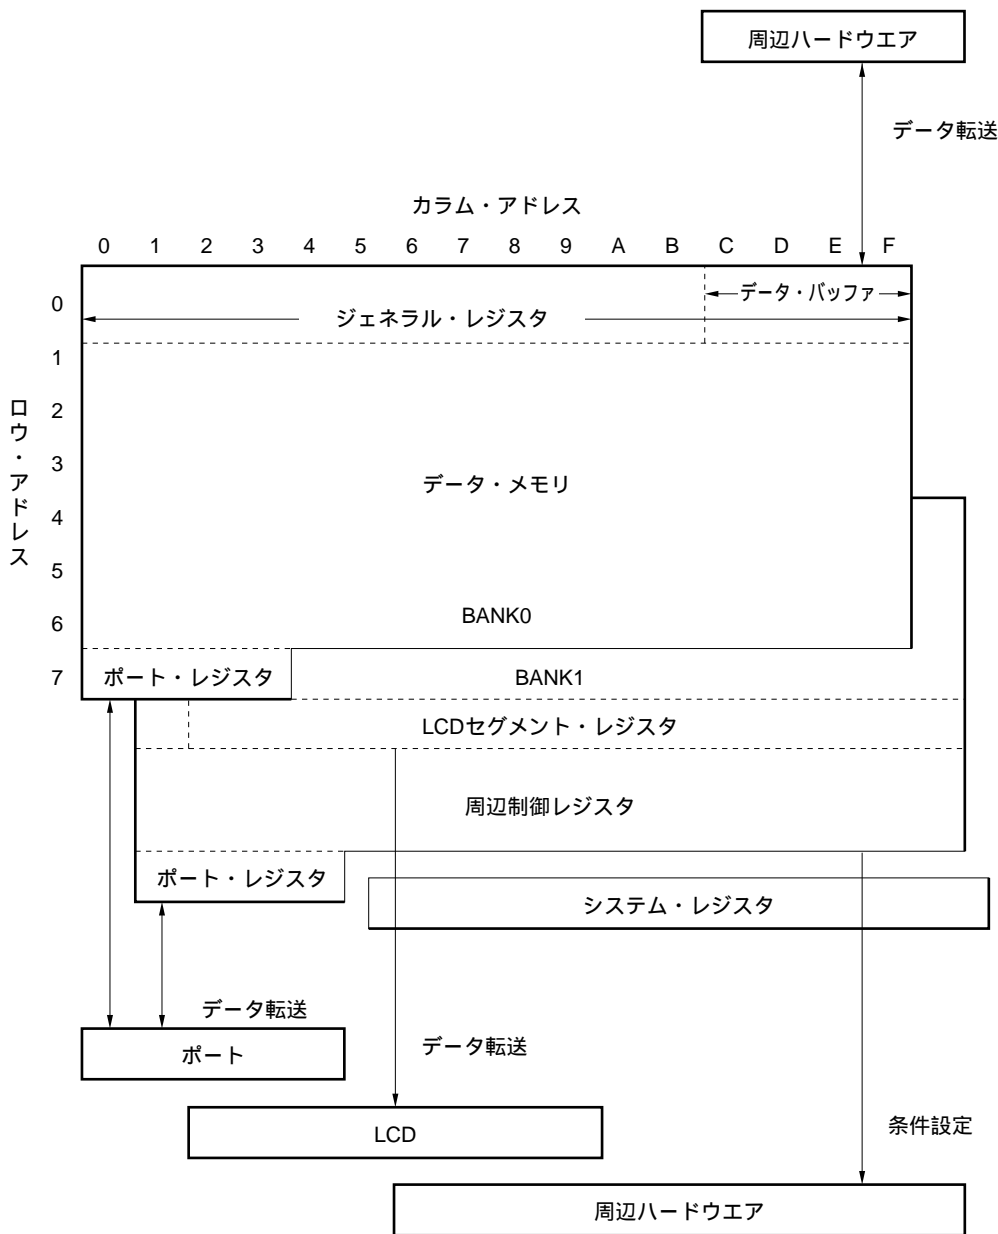 周辺ハードウエア
データ転送
カラム・アドレス
0 1 2 3 4 5 6 7 8 9 A B C D E F
ロウ・アドレス
0
データ・バッファ
ジェネラル・レジスタ
1
2
3
データ・メモリ
4
5
6
BANK0
7
ポート・レジスタ
BANK1
LCDセグメント・レジスタ
周辺制御レジスタ
ポート・レジスタ
システム・レジスタ
データ転送
ポート
データ転送
LCD
条件設定
周辺ハードウエア